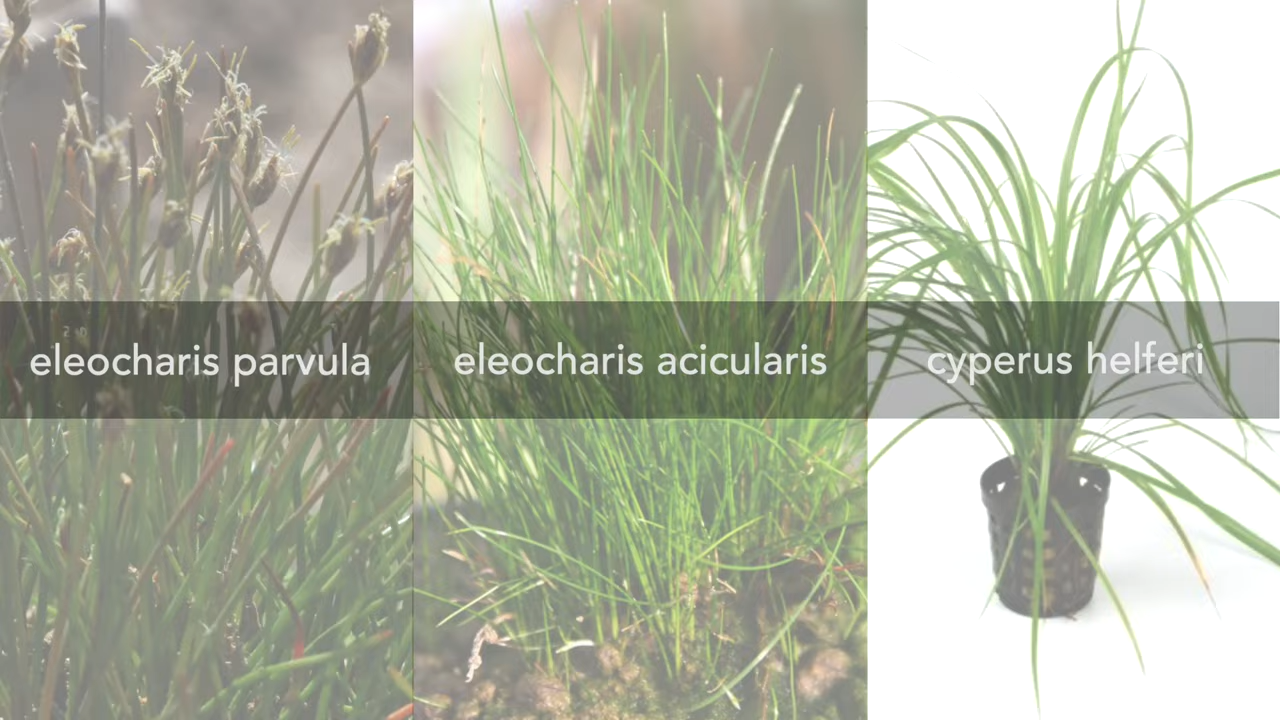 eleocharis parvula
eleocharis acicularis
cyperus helferi